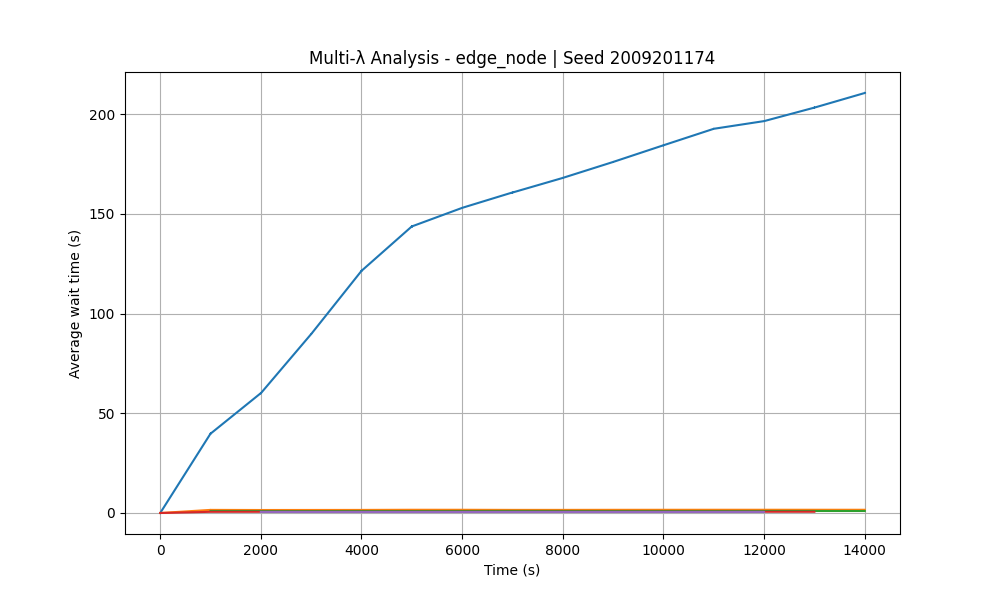 Multi-λ Analysis - edge_node | Seed 2009201174
Average wait time (s)
200
150
100
50
0
0 2000 4000 6000 8000 10000 12000 14000
Time (s)